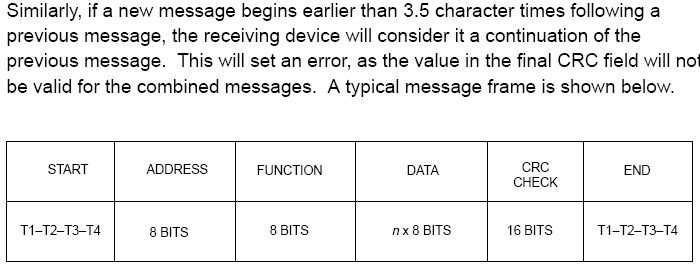 Similarly, if a new message begins earlier than 3.5 character times following a
previous message, the receiving device will consider it a continuation of the
previous message.  This will set an error, as the value in the final CRC field will not
be valid for the combined messages.  A typical message frame is shown below.
START ADDRESS FUNCTION DATA CRC CHECK END
T1–T2–T3–T4 8 BITS 8 BITS n x 8 BITS 16 BITS T1–T2–T3–T4